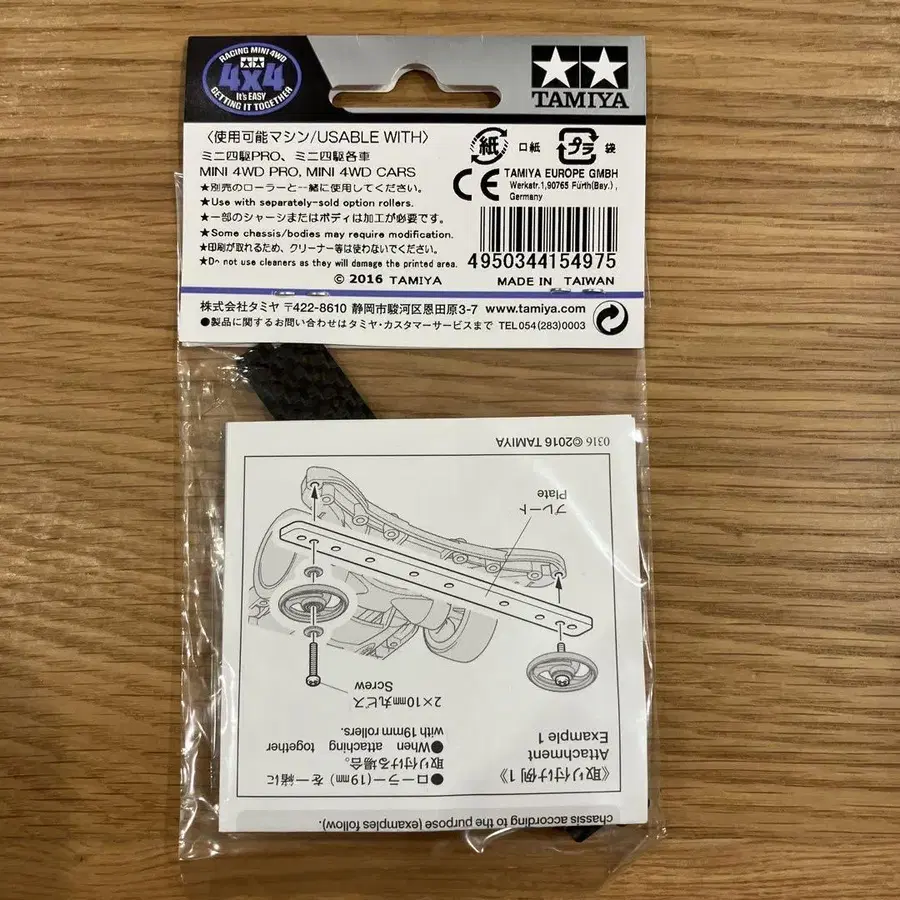 RACING MINI 4WD
4x4
It's EASY
GETTING IT TOGETHER
TAMIYA
〈使用可能マシン/USABLE WITH〉
ミニ四駆PRO、ミニ四駆各車
MINI 4WD PRO, MINI 4WD CARS
★別売のローラーと一緒に使用してください。
★Use with separately-sold option rollers.
★一部のシャーシまたはボディは加工が必要です。
★Some chassis/bodies may require modification.
★印刷が取れるため、クリーナー等は使わないでください。
★Do not use cleaners as they will damage the printed area.
© 2016 TAMIYA
紙 口紙 プラ 袋
CE
TAMIYA EUROPE GMBH
Werkstr.1,90765 Fürth(Bay.),
Germany
4950344154975
MADE IN TAIWAN
株式会社タミヤ 〒422-8610 静岡市駿河区恩田原3-7 www.tamiya.com
●製品に関するお問い合わせはタミヤ・カスタマーサービスまで TEL054(283)0003
chassis according to the purpose (examples follow).
《取り付け例1》
Attachment
Example 1
●ローラー(19mm) を一緒に
取り付ける場合。
●When attaching together
with 19mm rollers.
2×10mm丸ビス
Screw
プレート
Plate
0316 ©2016 TAMIYA